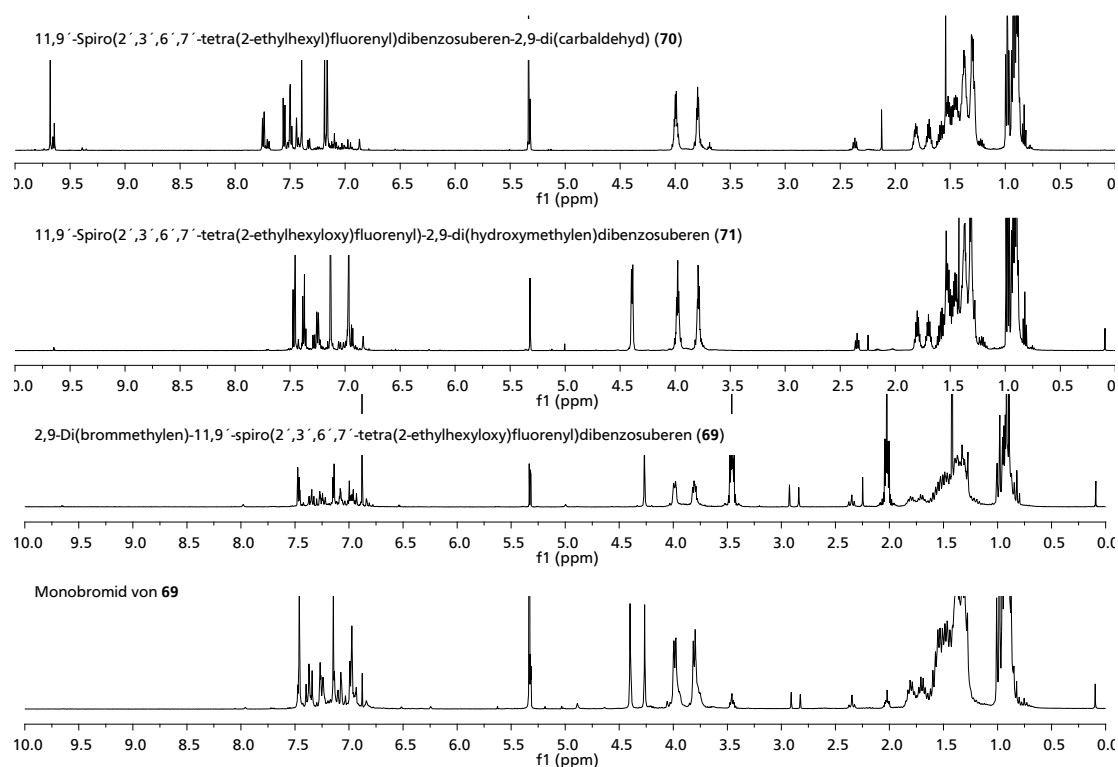 11,9´-Spiro(2´,3´,6´,7´-tetra(2-ethylhexyl)fluorenyl)dibenzosuberen-2,9-di(carbaldehyd) (70)
.0 9.5 9.0 8.5 8.0 7.5 7.0 6.5 6.0 5.5 5.0 4.5 4.0 3.5 3.0 2.5 2.0 1.5 1.0 0.5 0.
f1 (ppm)
11,9´-Spiro(2´,3´,6´,7´-tetra(2-ethylhexyloxy)fluorenyl)-2,9-di(hydroxymethylen)dibenzosuberen (71)
.0 9.5 9.0 8.5 8.0 7.5 7.0 6.5 6.0 5.5 5.0 4.5 4.0 3.5 3.0 2.5 2.0 1.5 1.0 0.5 0.
f1 (ppm)
2,9-Di(brommethylen)-11,9´-spiro(2´,3´,6´,7´-tetra(2-ethylhexyloxy)fluorenyl)dibenzosuberen (69)
10.0 9.5 9.0 8.5 8.0 7.5 7.0 6.5 6.0 5.5 5.0 4.5 4.0 3.5 3.0 2.5 2.0 1.5 1.0 0.5 0.0
f1 (ppm)
Monobromid von 69
10.0 9.5 9.0 8.5 8.0 7.5 7.0 6.5 6.0 5.5 5.0 4.5 4.0 3.5 3.0 2.5 2.0 1.5 1.0 0.5 0.0
f1 (ppm)